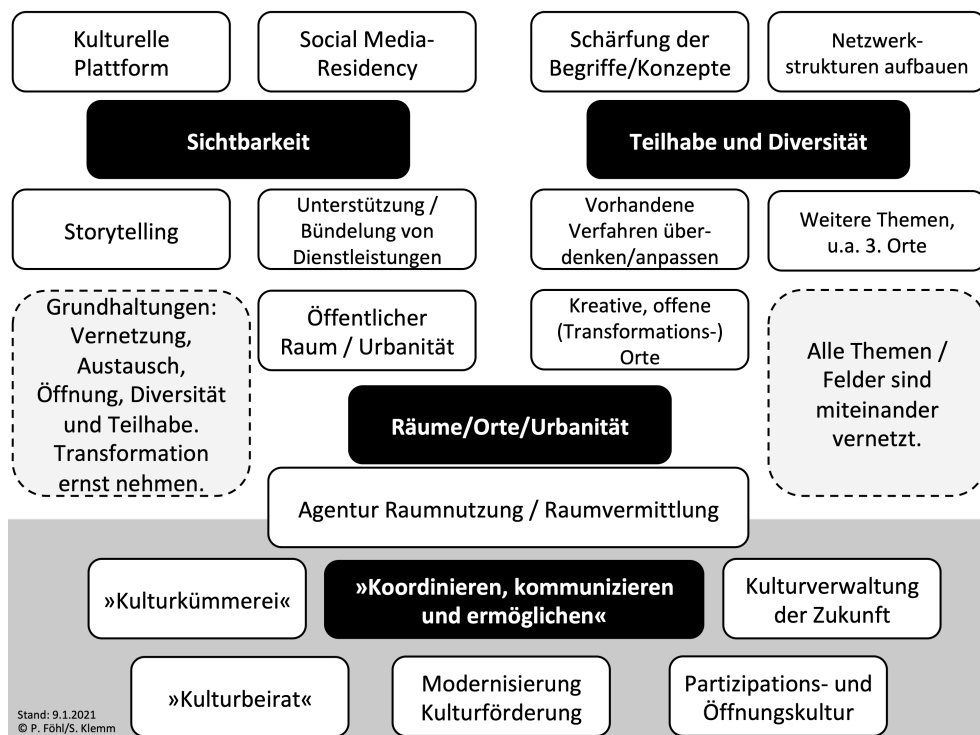 Kulturelle
Plattform
Social Media-
Residency
Schärfung der
Begriffe/Konzepte
Netzwerk-
strukturen aufbauen
Sichtbarkeit
Teilhabe und Diversität
Storytelling
Unterstützung /
Bündelung von
Dienstleistungen
Vorhandene
Verfahren über-
denken/anpassen
Weitere Themen,
u.a. 3. Orte
Grundhaltungen:
Vernetzung,
Austausch,
Öffnung, Diversität
und Teilhabe.
Transformation
ernst nehmen.
Öffentlicher
Raum / Urbanität
Kreative, offene
(Transformations-)
Orte
Alle Themen /
Felder sind
miteinander
vernetzt.
Räume/Orte/Urbanität
Agentur Raumnutzung / Raumvermittlung
»Kulturkümmerei«
»Koordinieren, kommunizieren
und ermöglichen«
Kulturverwaltung
der Zukunft
»Kulturbeirat«
Modernisierung
Kulturförderung
Partizipations- und
Öffnungskultur
Stand: 9.1.2021
© P. Föhl/S. Klemm